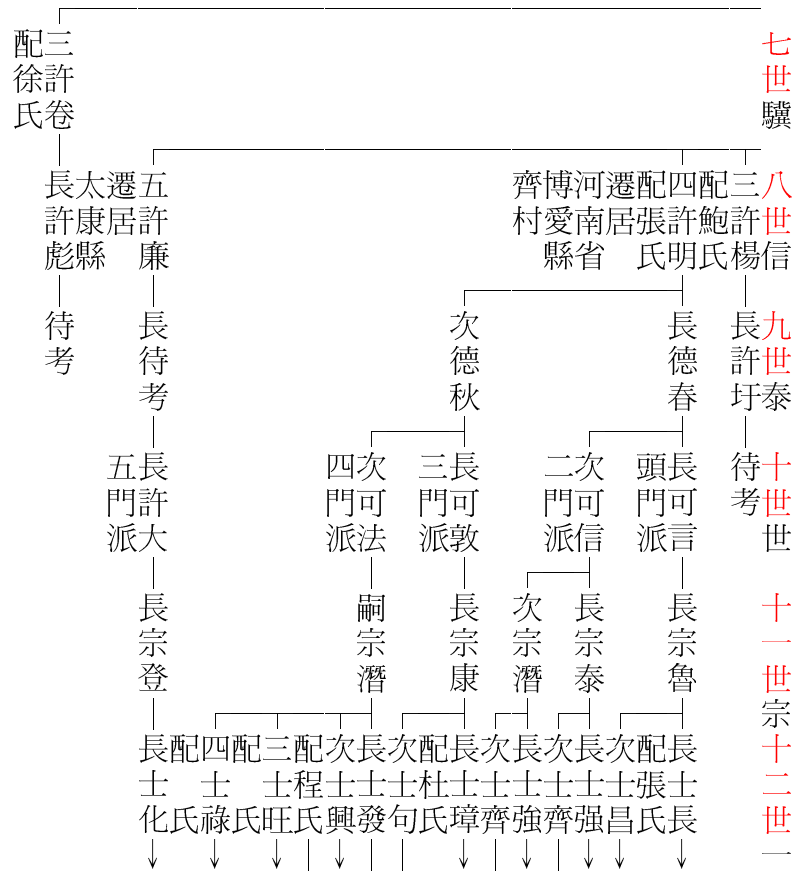 七世驥
三許卷
配徐氏
八世信
三許楊
配鮑氏
四許明
配張氏
遷居
河南省
博愛縣
齊村
五許廉
遷居
太康縣
長許彪
九世泰
長許圩
長德春
次德秋
長待考
待考
十世世
待考
長可言
頭門派
次可信
二門派
長可敦
三門派
次可法
四門派
長許大
五門派
十一世宗
長宗魯
長宗泰
次宗潛
長宗康
嗣宗潛
長宗登
十二世一
長士長
配張氏
次士昌
長士强
次士齊
長士強
次士齊
長士璋
配杜氏
次士句
長士發
次士興
配程氏
三士旺
配氏
四士祿
配氏
長士化